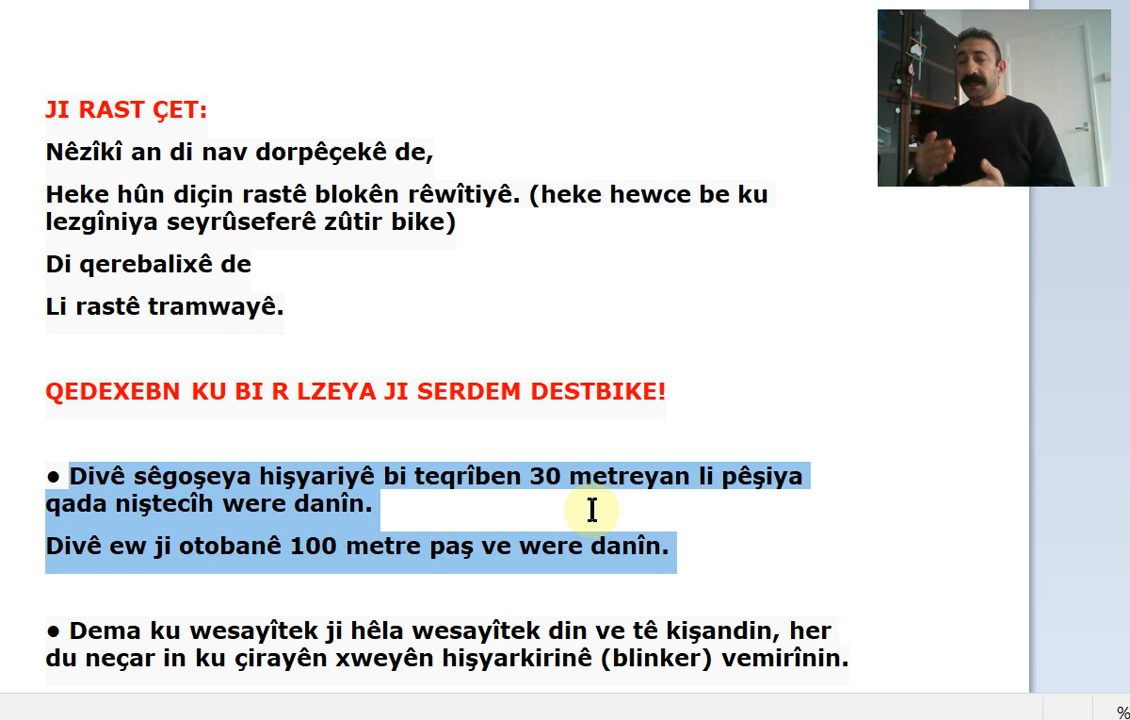 JI RAST ÇET:
Nêzîkî an di nav dorpêçekê de,
Heke hûn diçin rastê blokên rêwîtiyê. (heke hewce be ku
lezgîniya seyrûseferê zûtir bike)
Di qerebalixê de
Li rastê tramwayê.
QEDEXEBN KU BI R LZEYA JI SERDEM DESTBIKE!
● Divê sêgoşeya hişyariyê bi teqrîben 30 metreyan li pêşiya
qada niştecîh were danîn.
Divê ew ji otobanê 100 metre paş ve were danîn.
● Dema ku wesayîtek ji hêla wesayîtek din ve tê kişandin, her
du neçar in ku çirayên xweyên hişyarkirinê (blinker) vemirînin.
%